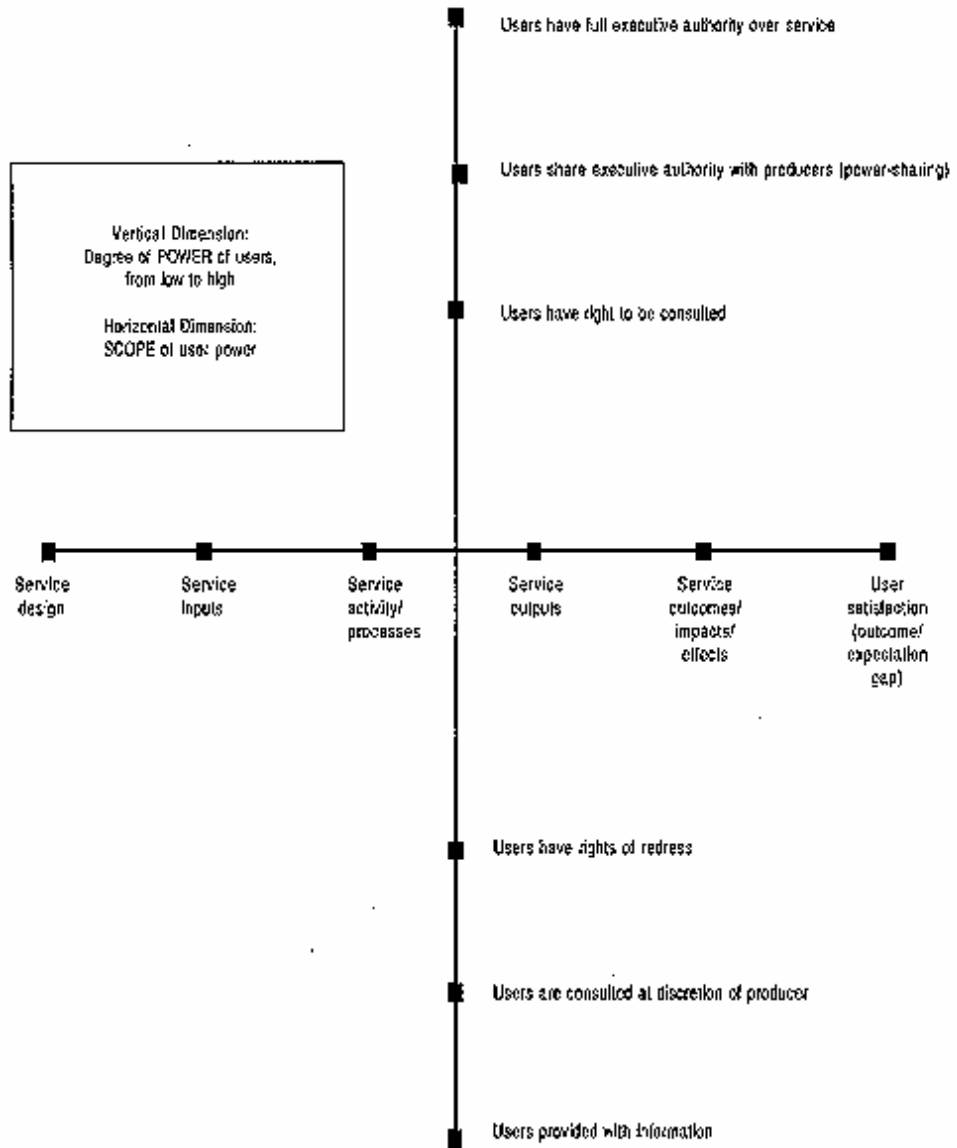 Users have full executive authority over service
Users share executive authority with producers (power-sharing)
Vertical Dimension:
Degree of POWER of users,
from low to high
Horizontal Dimension:
SCOPE of user power
Users have right to be consulted
Service
design
Service
inputs
Service
activity/
processes
Service
outputs
Service
outcomes/
impacts/
effects
User
satisfaction
(outcome/
expectation
gap)
Users have rights of redress
Users are consulted at discretion of producer
Users provided with information